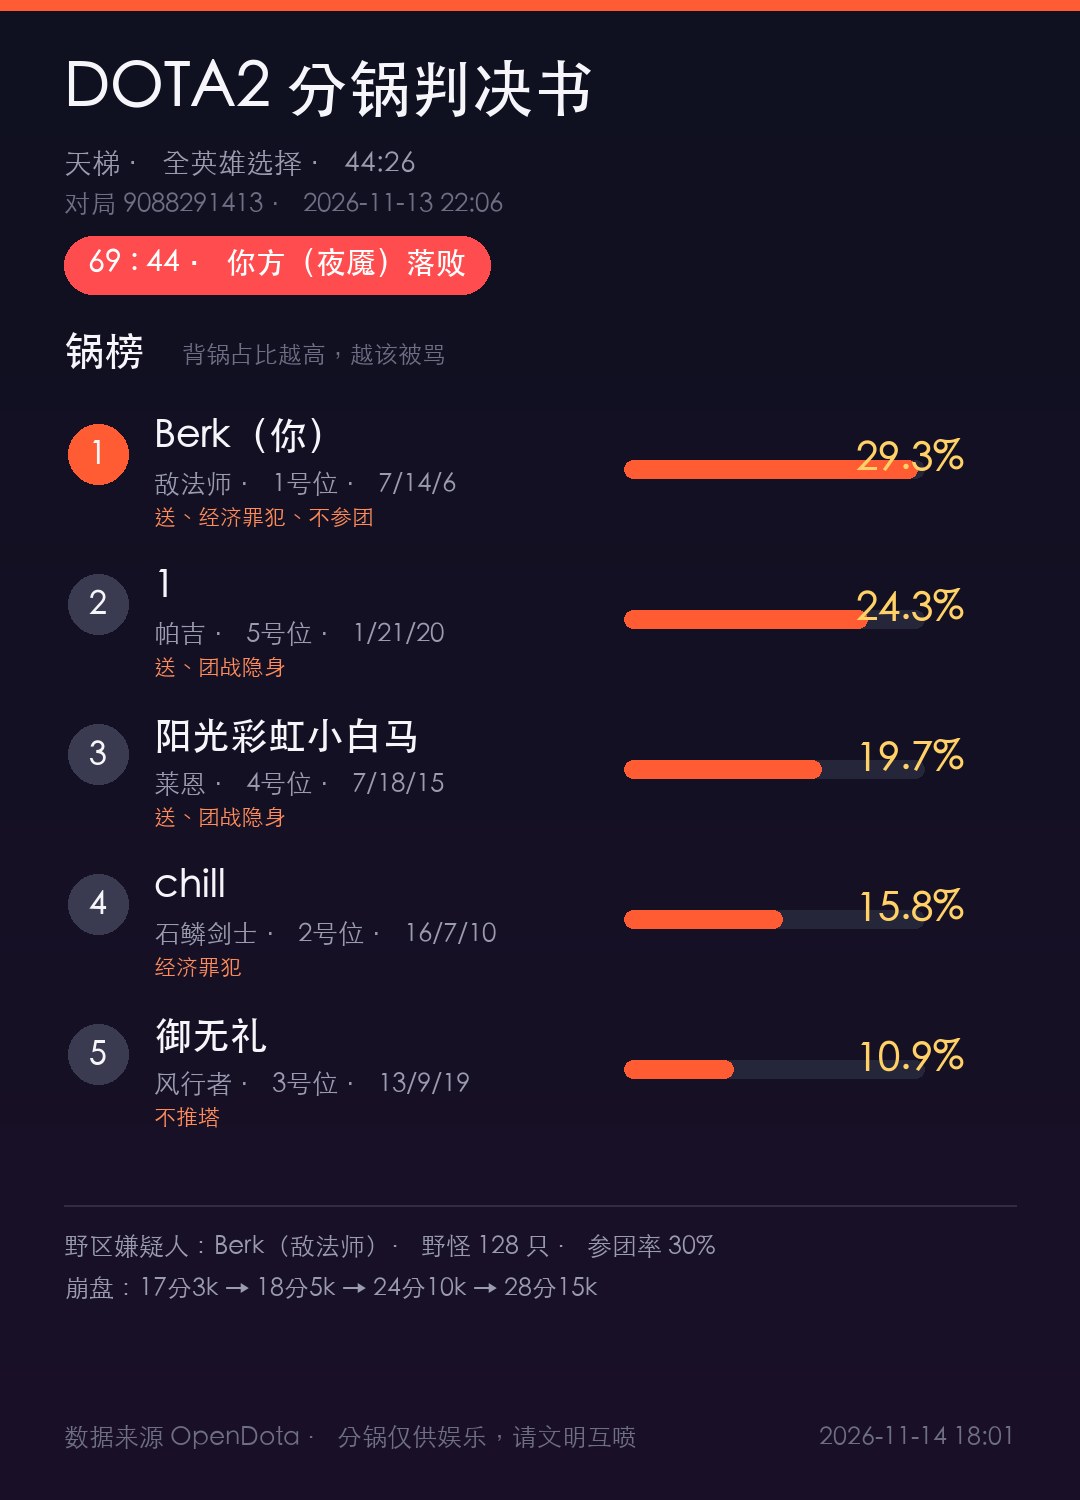 DOTA2 分锅判决书
天梯 · 全英雄选择 · 44:26
对局 9088291413 · 2026-11-13 22:06
69 : 44 · 你方（夜魇）落败
锅榜 背锅占比越高，越该被骂
1 Berk（你） 29.3%
敌法师 · 1号位 · 7/14/6
送、经济罪犯、不参团
2 1 24.3%
帕吉 · 5号位 · 1/21/20
送、团战隐身
3 阳光彩虹小白马 19.7%
莱恩 · 4号位 · 7/18/15
送、团战隐身
4 chill 15.8%
石鳞剑士 · 2号位 · 16/7/10
经济罪犯
5 御无礼 10.9%
风行者 · 3号位 · 13/9/19
不推塔
野区嫌疑人：Berk（敌法师） · 野怪 128 只 · 参团率 30%
崩盘：17分3k → 18分5k → 24分10k → 28分15k
数据来源 OpenDota · 分锅仅供娱乐，请文明互喷 2026-11-14 18:01